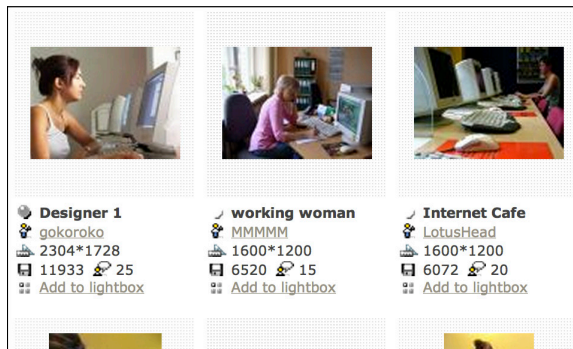 Designer 1
gokoroko
2304*1728
11933 25
Add to lightbox
working woman
MMMMM
1600*1200
6520 15
Add to lightbox
Internet Cafe
LotusHead
1600*1200
6072 20
Add to lightbox